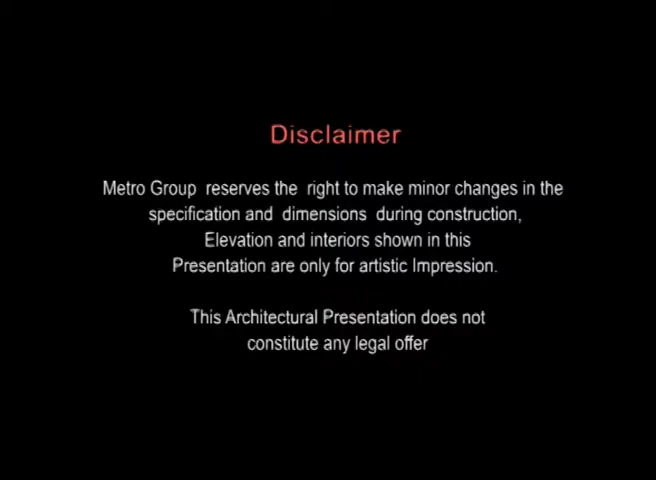 Disclaimer
Metro Group reserves the right to make minor changes in the
specification and dimensions during construction,
Elevation and interiors shown in this
Presentation are only for artistic Impression.
This Architectural Presentation does not
constitute any legal offer